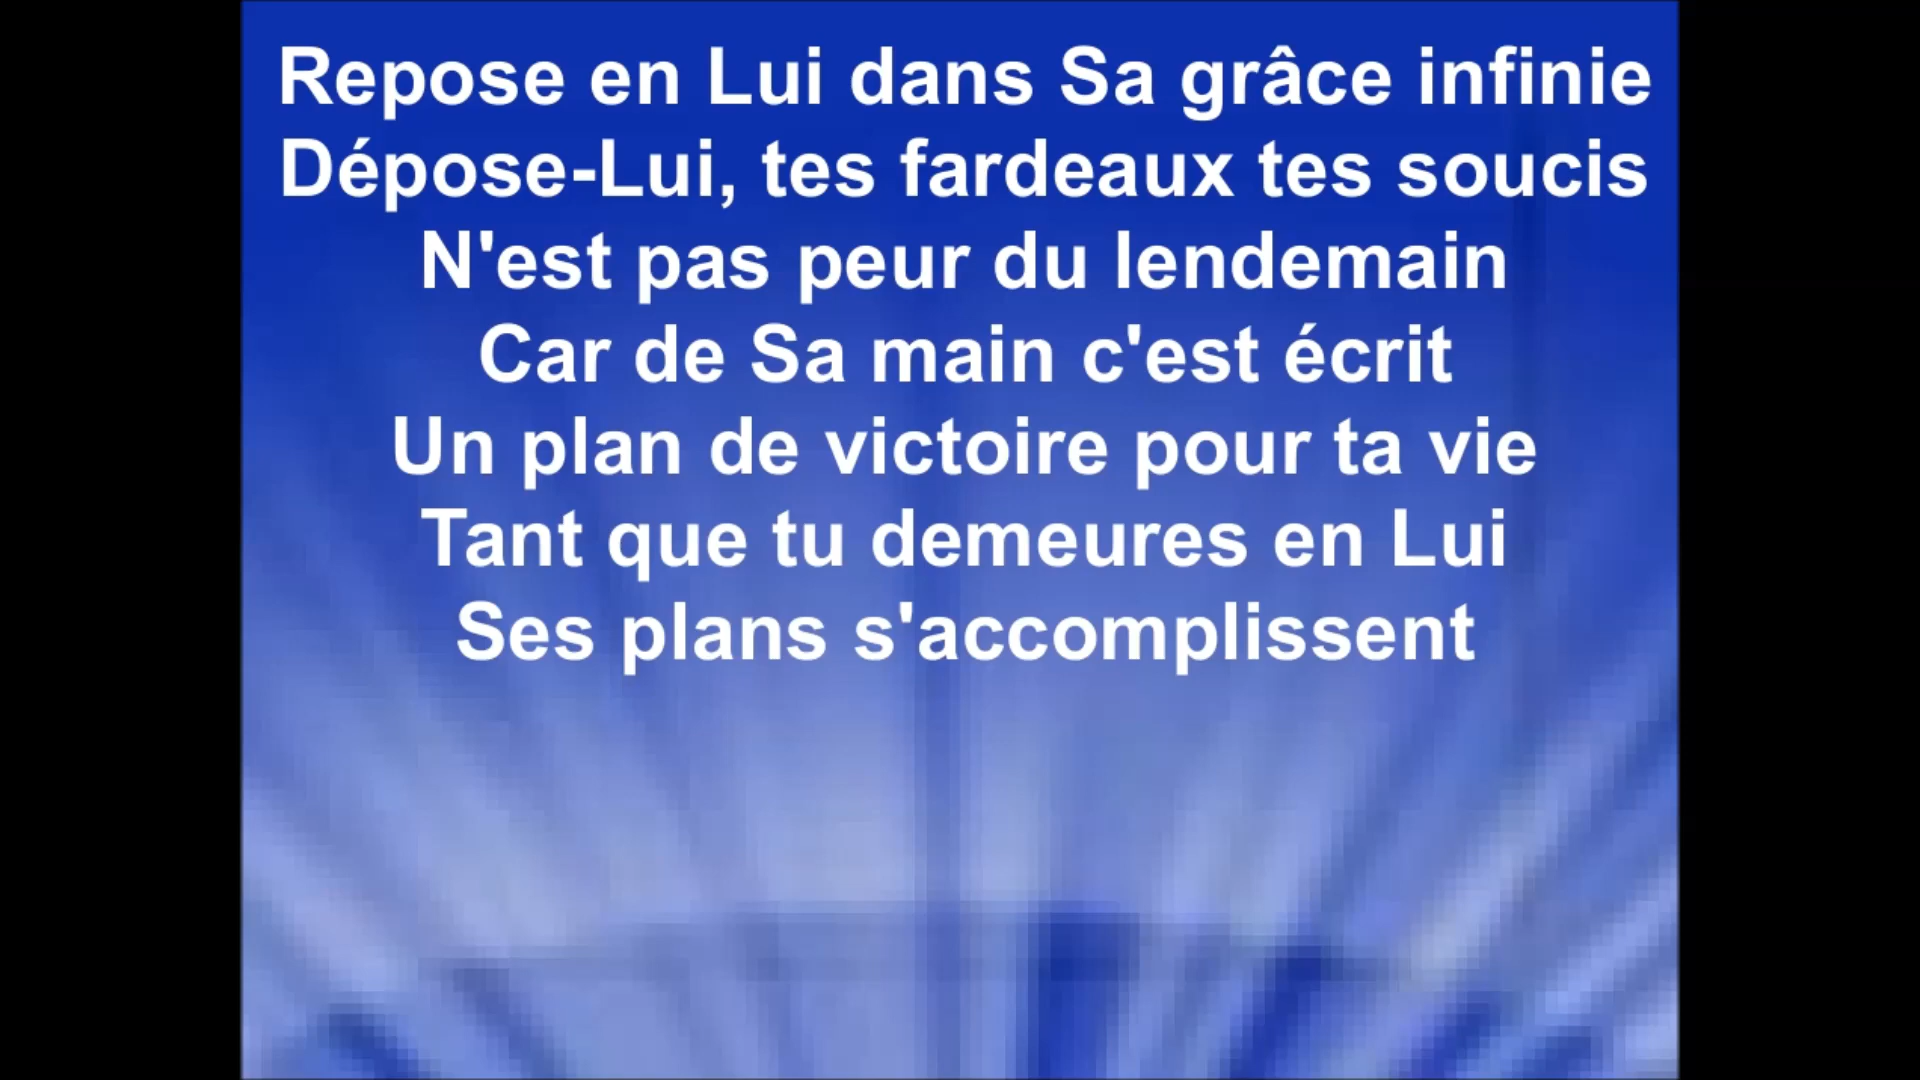 Repose en Lui dans Sa grâce infinie
Dépose-Lui, tes fardeaux tes soucis
N'est pas peur du lendemain
Car de Sa main c'est écrit
Un plan de victoire pour ta vie
Tant que tu demeures en Lui
Ses plans s'accomplissent